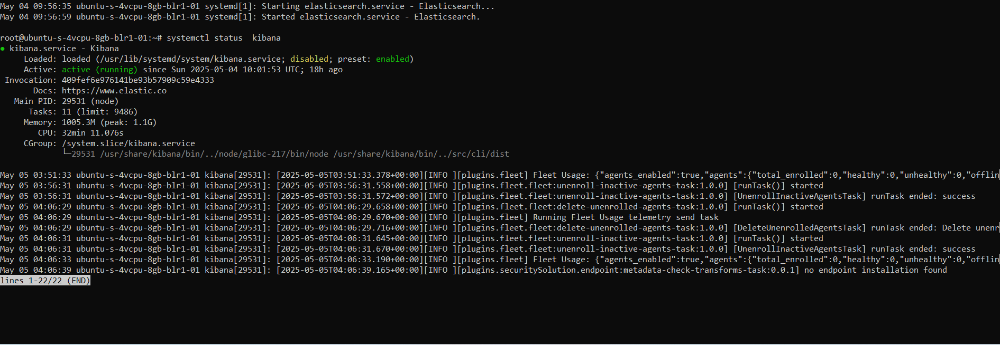 May 04 09:56:35 ubuntu-s-4vcpu-8gb-blr1-01 systemd[1]: Starting elasticsearch.service - Elasticsearch...
May 04 09:56:59 ubuntu-s-4vcpu-8gb-blr1-01 systemd[1]: Started elasticsearch.service - Elasticsearch.
root@ubuntu-s-4vcpu-8gb-blr1-01:~# systemctl status  kibana
● kibana.service - Kibana
     Loaded: loaded (/usr/lib/systemd/system/kibana.service; disabled; preset: enabled)
     Active: active (running) since Sun 2025-05-04 10:01:53 UTC; 18h ago
 Invocation: 409fef6e976141be93b57909c59e4333
       Docs: https://www.elastic.co
   Main PID: 29531 (node)
      Tasks: 11 (limit: 9486)
     Memory: 1005.3M (peak: 1.1G)
        CPU: 32min 11.076s
     CGroup: /system.slice/kibana.service
             └─29531 /usr/share/kibana/bin/../node/glibc-217/bin/node /usr/share/kibana/bin/../src/cli/dist
May 05 03:51:33 ubuntu-s-4vcpu-8gb-blr1-01 kibana[29531]: [2025-05-05T03:51:33.378+00:00][INFO ][plugins.fleet] Fleet Usage: {"agents_enabled":true,"agents":{"total_enrolled":0,"healthy":0,"unhealthy":0,"offlin
May 05 03:56:31 ubuntu-s-4vcpu-8gb-blr1-01 kibana[29531]: [2025-05-05T03:56:31.558+00:00][INFO ][plugins.fleet.fleet:unenroll-inactive-agents-task:1.0.0] [runTask()] started
May 05 03:56:31 ubuntu-s-4vcpu-8gb-blr1-01 kibana[29531]: [2025-05-05T03:56:31.572+00:00][INFO ][plugins.fleet.fleet:unenroll-inactive-agents-task:1.0.0] [UnenrollInactiveAgentsTask] runTask ended: success
May 05 04:06:29 ubuntu-s-4vcpu-8gb-blr1-01 kibana[29531]: [2025-05-05T04:06:29.658+00:00][INFO ][plugins.fleet.fleet:delete-unenrolled-agents-task:1.0.0] [runTask()] started
May 05 04:06:29 ubuntu-s-4vcpu-8gb-blr1-01 kibana[29531]: [2025-05-05T04:06:29.670+00:00][INFO ][plugins.fleet] Running Fleet Usage telemetry send task
May 05 04:06:29 ubuntu-s-4vcpu-8gb-blr1-01 kibana[29531]: [2025-05-05T04:06:29.716+00:00][INFO ][plugins.fleet.fleet:delete-unenrolled-agents-task:1.0.0] [DeleteUnenrolledAgentsTask] runTask ended: Delete unenr
May 05 04:06:31 ubuntu-s-4vcpu-8gb-blr1-01 kibana[29531]: [2025-05-05T04:06:31.645+00:00][INFO ][plugins.fleet.fleet:unenroll-inactive-agents-task:1.0.0] [runTask()] started
May 05 04:06:31 ubuntu-s-4vcpu-8gb-blr1-01 kibana[29531]: [2025-05-05T04:06:31.670+00:00][INFO ][plugins.fleet.fleet:unenroll-inactive-agents-task:1.0.0] [UnenrollInactiveAgentsTask] runTask ended: success
May 05 04:06:33 ubuntu-s-4vcpu-8gb-blr1-01 kibana[29531]: [2025-05-05T04:06:33.190+00:00][INFO ][plugins.fleet] Fleet Usage: {"agents_enabled":true,"agents":{"total_enrolled":0,"healthy":0,"unhealthy":0,"offlin
May 05 04:06:39 ubuntu-s-4vcpu-8gb-blr1-01 kibana[29531]: [2025-05-05T04:06:39.165+00:00][INFO ][plugins.securitySolution.endpoint:metadata-check-transforms-task:0.0.1] no endpoint installation found
lines 1-22/22 (END)